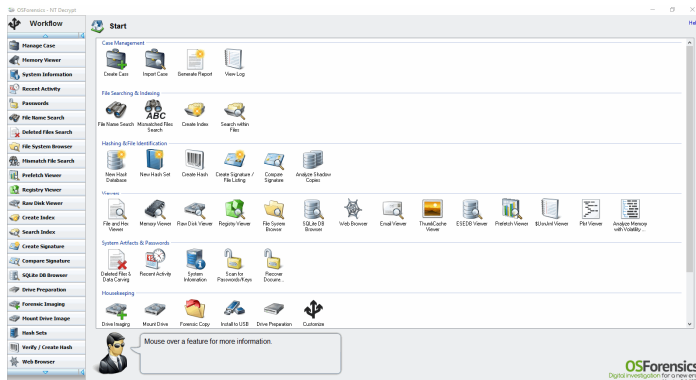 OSForensics - NT Decrypt
Workflow
Start
Hel
Manage Case
Memory Viewer
System Information
Recent Activity
Passwords
File Name Search
Deleted Files Search
File System Browser
Mismatch File Search
Prefetch Viewer
Registry Viewer
Raw Disk Viewer
Create Index
Search Index
Create Signature
Compare Signature
SQLite DB Browser
Drive Preparation
Forensic Imaging
Mount Drive Image
Hash Sets
Verify / Create Hash
Web Browser
Case Management
Create Case
Import Case
Generate Report
View Log
File Searching & Indexing
File Name Search
ABC
Mismatched Files Search
Create Index
Search within Files
Hashing & File Identification
New Hash Database
New Hash Set
Create Hash
Create Signature / File Listing
Compare Signature
Analyze Shadow Copies
Viewers
File and Hex Viewer
Memory Viewer
Raw Disk Viewer
Registry Viewer
File System Browser
SQLite DB Browser
Web Browser
Email Viewer
ThumbCache Viewer
ESEDB Viewer
Prefetch Viewer
$UsnJrnl Viewer
Plist Viewer
Analyze Memory with Volatility ...
System Artifacts & Passwords
Deleted Files & Data Carving
Recent Activity
System Information
Scan for Passwords/Keys
Recover Docume...
Housekeeping
Drive Imaging
Mount Drive
Forensic Copy
Install to USB
Drive Preparation
Customize
Mouse over a feature for more information.
OSForensics
Digital investigation for a new era